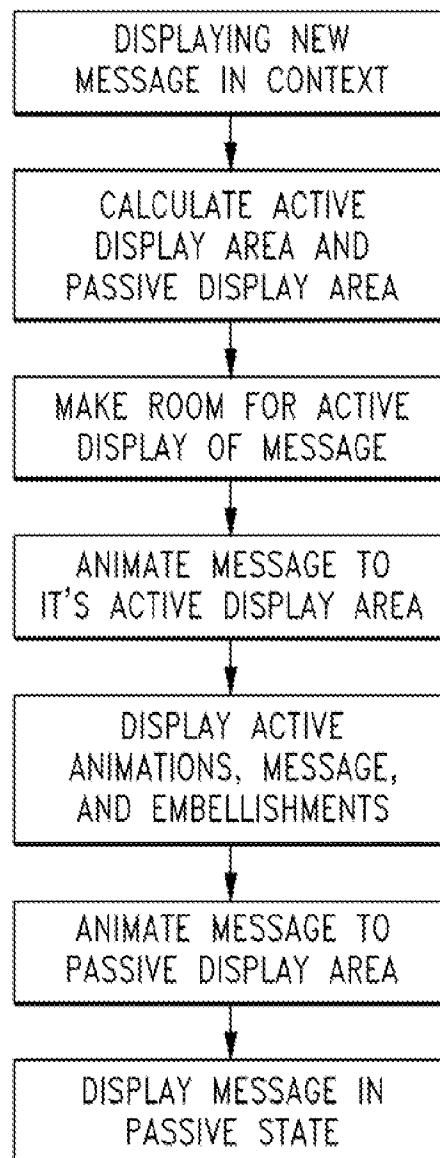 DISPLAYING NEW
MESSAGE IN CONTEXT
CALCULATE ACTIVE
DISPLAY AREA AND
PASSIVE DISPLAY AREA
MAKE ROOM FOR ACTIVE
DISPLAY OF MESSAGE
ANIMATE MESSAGE TO
IT'S ACTIVE DISPLAY AREA
DISPLAY ACTIVE
ANIMATIONS, MESSAGE,
AND EMBELLISHMENTS
ANIMATE MESSAGE TO
PASSIVE DISPLAY AREA
DISPLAY MESSAGE IN
PASSIVE STATE